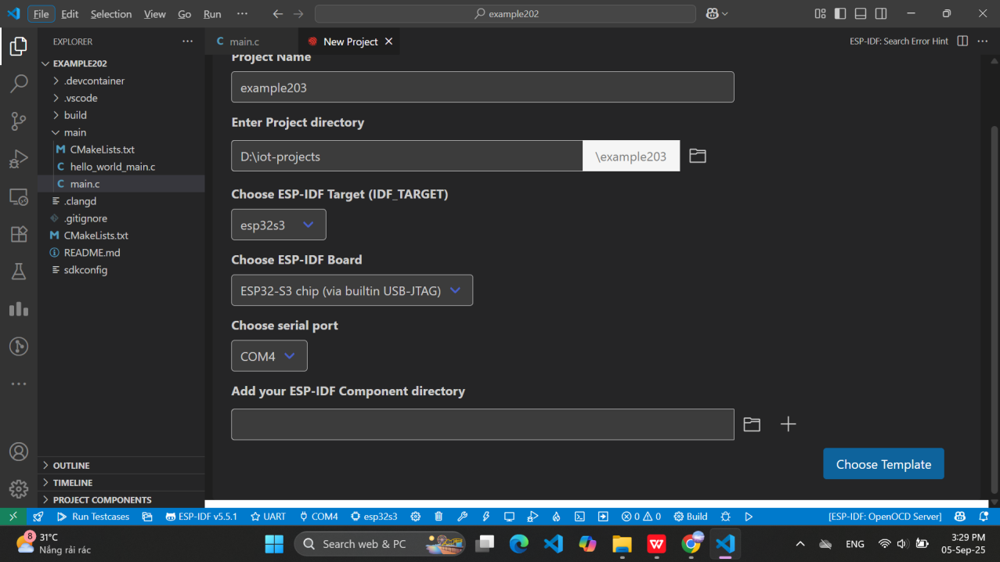 File Edit Selection View Go Run ··· example202
EXPLORER ···
main.c
New Project
ESP-IDF: Search Error Hint
EXAMPLE202
.devcontainer
.vscode
build
main
CMakeLists.txt
hello_world_main.c
main.c
.clangd
.gitignore
CMakeLists.txt
README.md
sdkconfig
OUTLINE
TIMELINE
PROJECT COMPONENTS
Project Name
example203
Enter Project directory
D:\iot-projects \example203
Choose ESP-IDF Target (IDF_TARGET)
esp32s3
Choose ESP-IDF Board
ESP32-S3 chip (via builtin USB-JTAG)
Choose serial port
COM4
Add your ESP-IDF Component directory
Choose Template
Run Testcases ESP-IDF v5.5.1 UART COM4 esp32s3 0 0 Build [ESP-IDF: OpenOCD Server]
8
31°C
Nắng rải rác
Search web & PC
ENG
3:29 PM
05-Sep-25